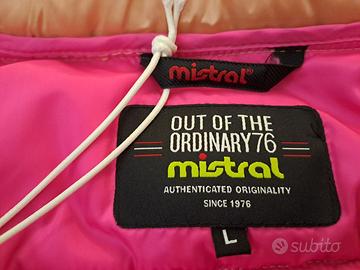 mistral®
OUT OF THE
ORDINARY76
mistral
AUTHENTICATED ORIGINALITY
SINCE 1976
L
subito